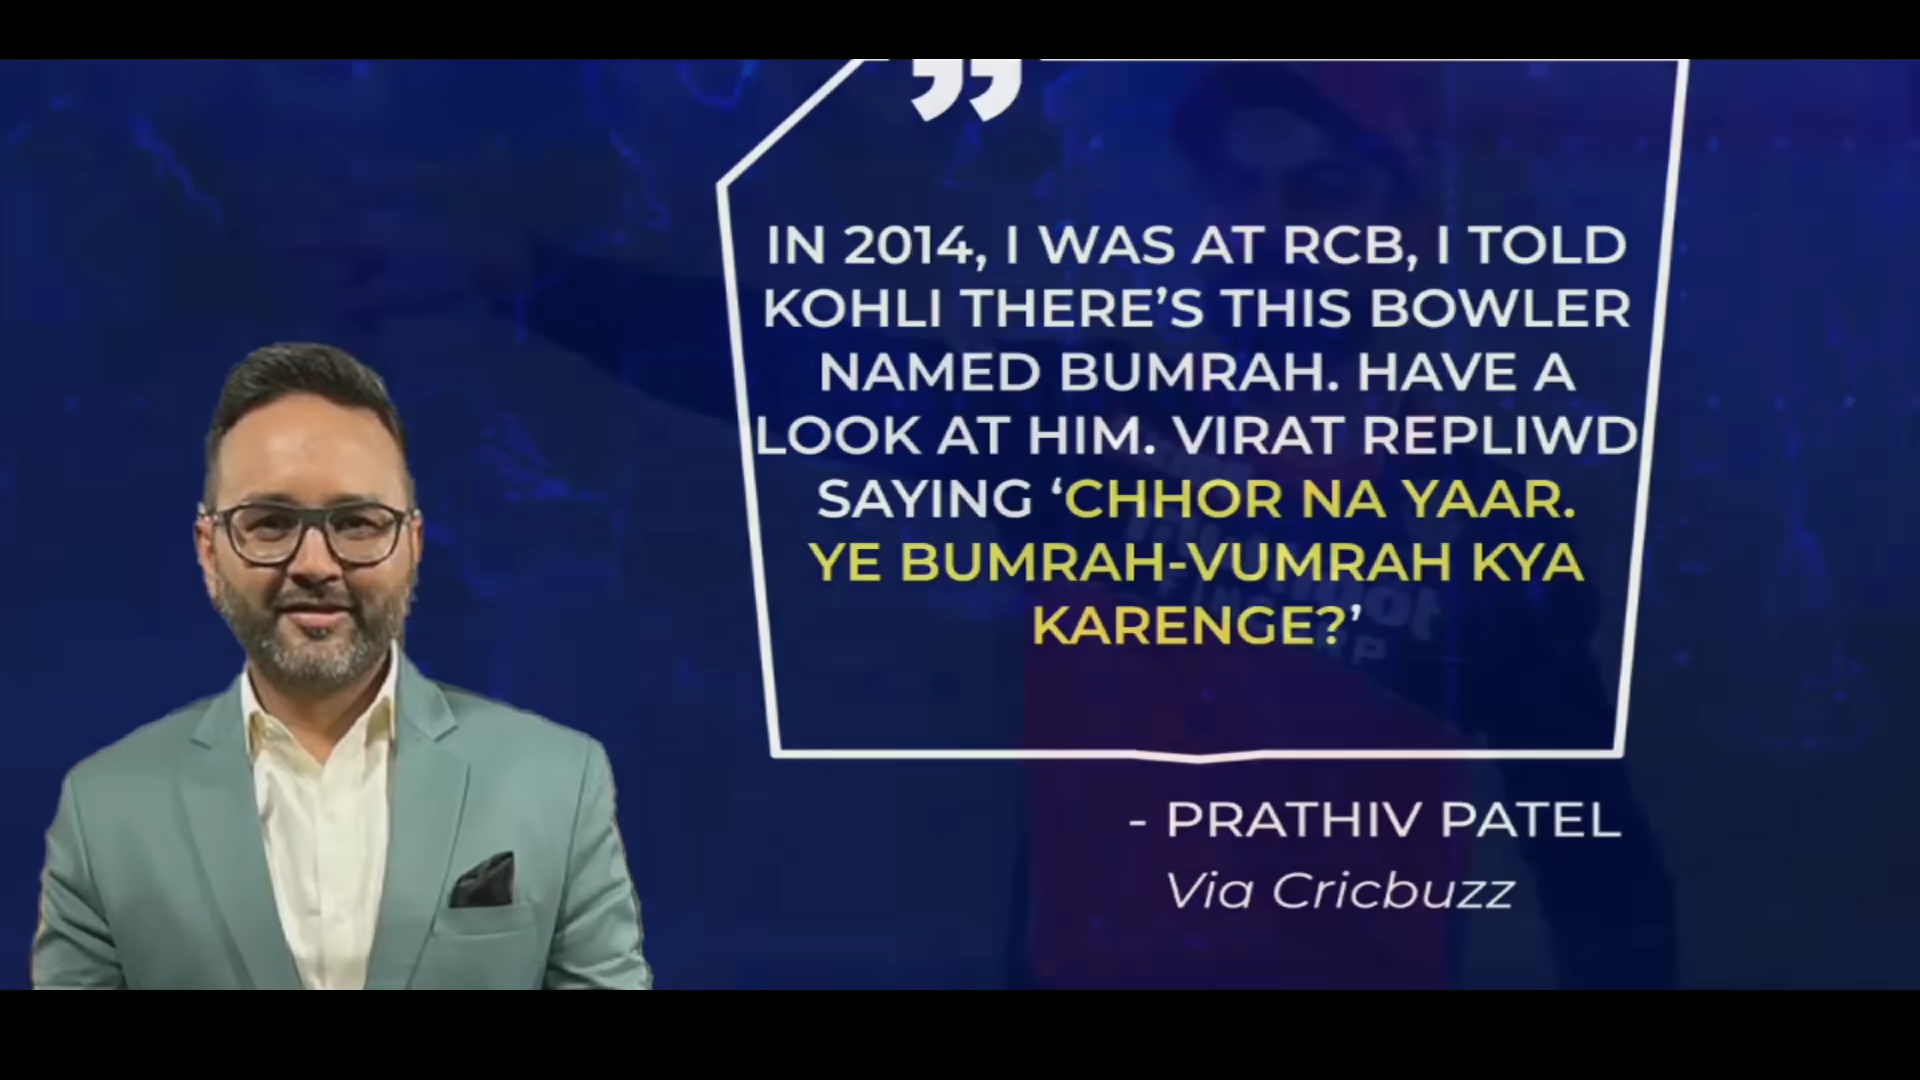 ”
IN 2014, I WAS AT RCB, I TOLD
KOHLI THERE’S THIS BOWLER
NAMED BUMRAH. HAVE A
LOOK AT HIM. VIRAT REPLIWD
SAYING ‘CHHOR NA YAAR.
YE BUMRAH-VUMRAH KYA
KARENGE?’
- PRATHIV PATEL
Via Cricbuzz